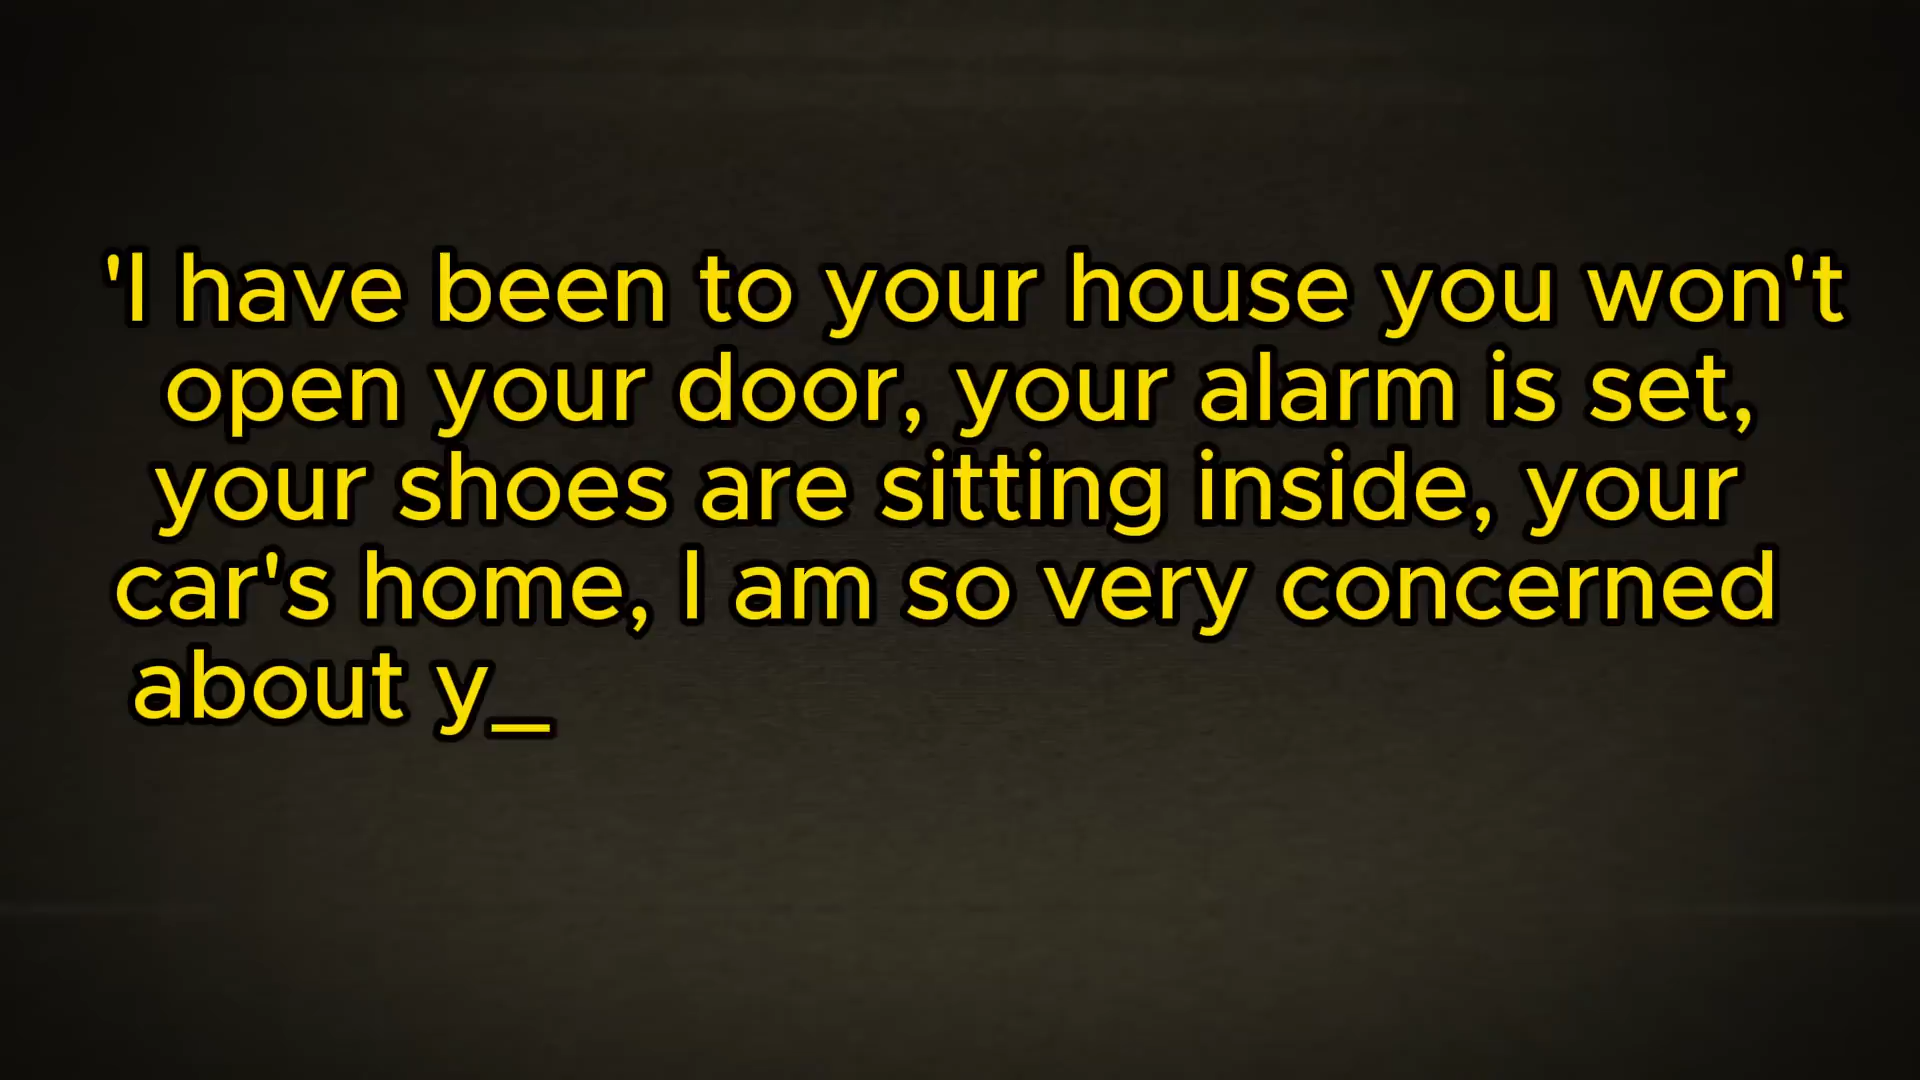 'I have been to your house you won't
open your door, your alarm is set,
your shoes are sitting inside, your
car's home, I am so very concerned
about y_